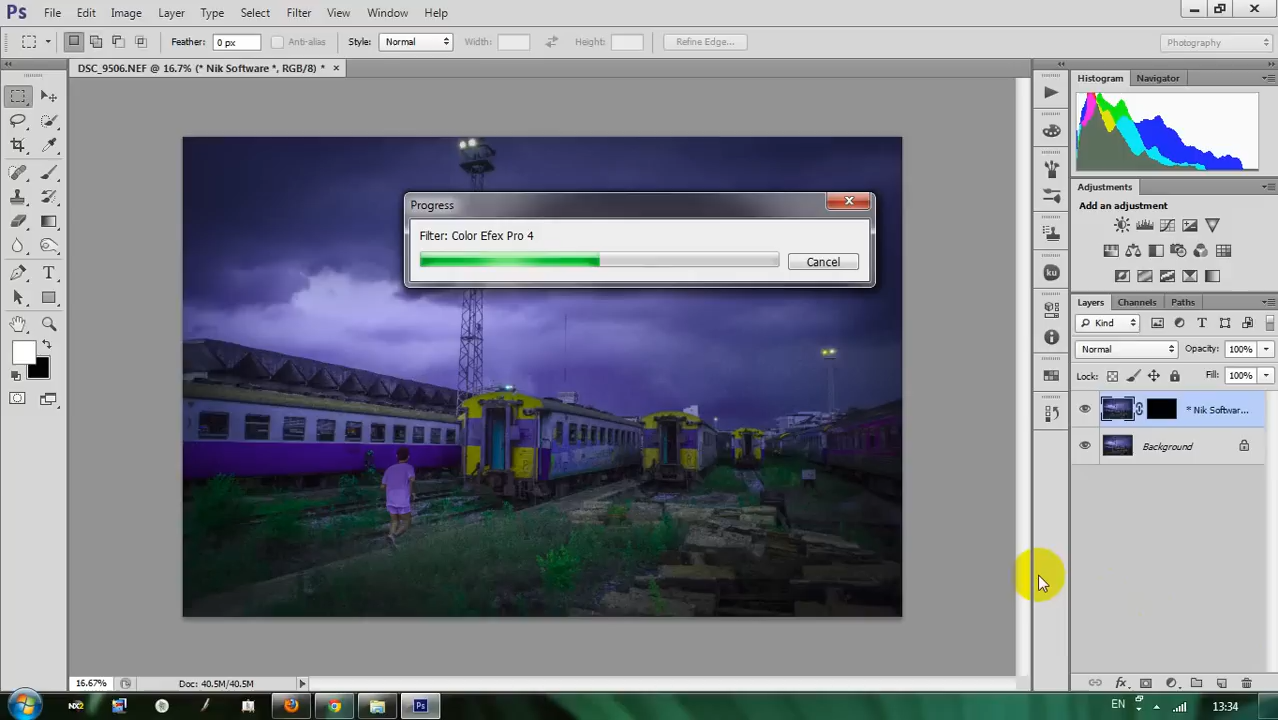 Ps File Edit Image Layer Type Select Filter View Window Help
Feather: 0 px Anti-alias Style: Normal Width: Height: Refine Edge... Photography
DSC_9506.NEF @ 16.7% (* Nik Software *, RGB/8) * ×
Histogram Navigator
Progress
Filter: Color Efex Pro 4
Cancel
Adjustments
Add an adjustment
ku
Layers Channels Paths
Kind
Normal Opacity: 100%
Lock: Fill: 100%
* Nik Softwar...
Background
16.67% Doc: 40.5M/40.5M
NX2 Ps EN 13:34